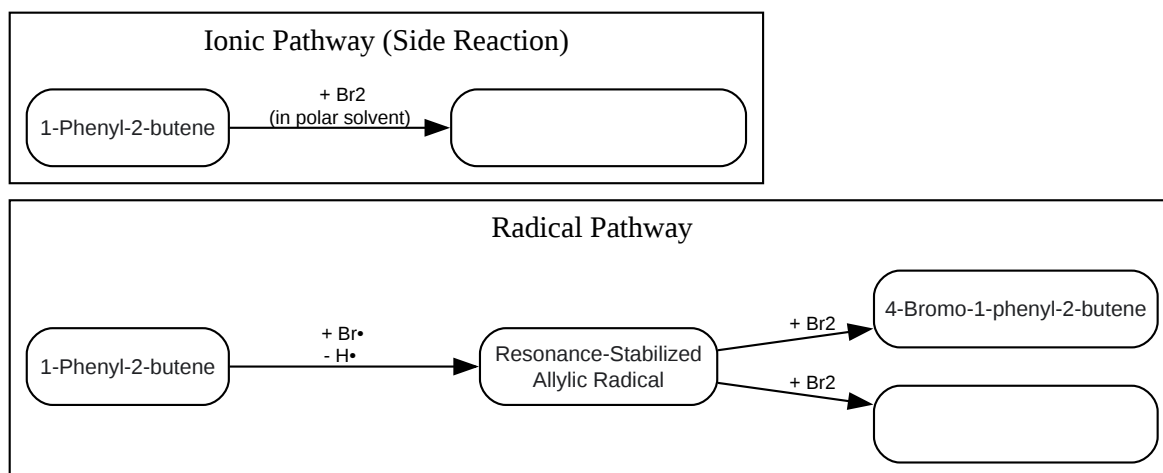 Ionic Pathway (Side Reaction)
1-Phenyl-2-butene
+ Br2
(in polar solvent)
Radical Pathway
1-Phenyl-2-butene
+ Br•
- H•
Resonance-Stabilized
Allylic Radical
+ Br2
4-Bromo-1-phenyl-2-butene
+ Br2